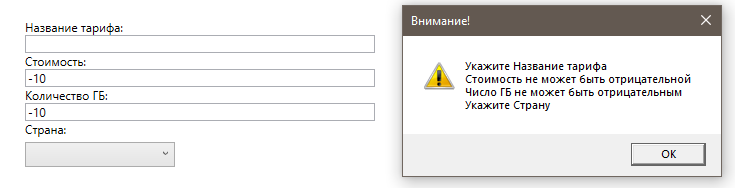 Название тарифа:
Стоимость:
-10
Количество ГБ:
-10
Страна:
Внимание!
Укажите Название тарифа
Стоимость не может быть отрицательной
Число ГБ не может быть отрицательным
Укажите Страну
OK